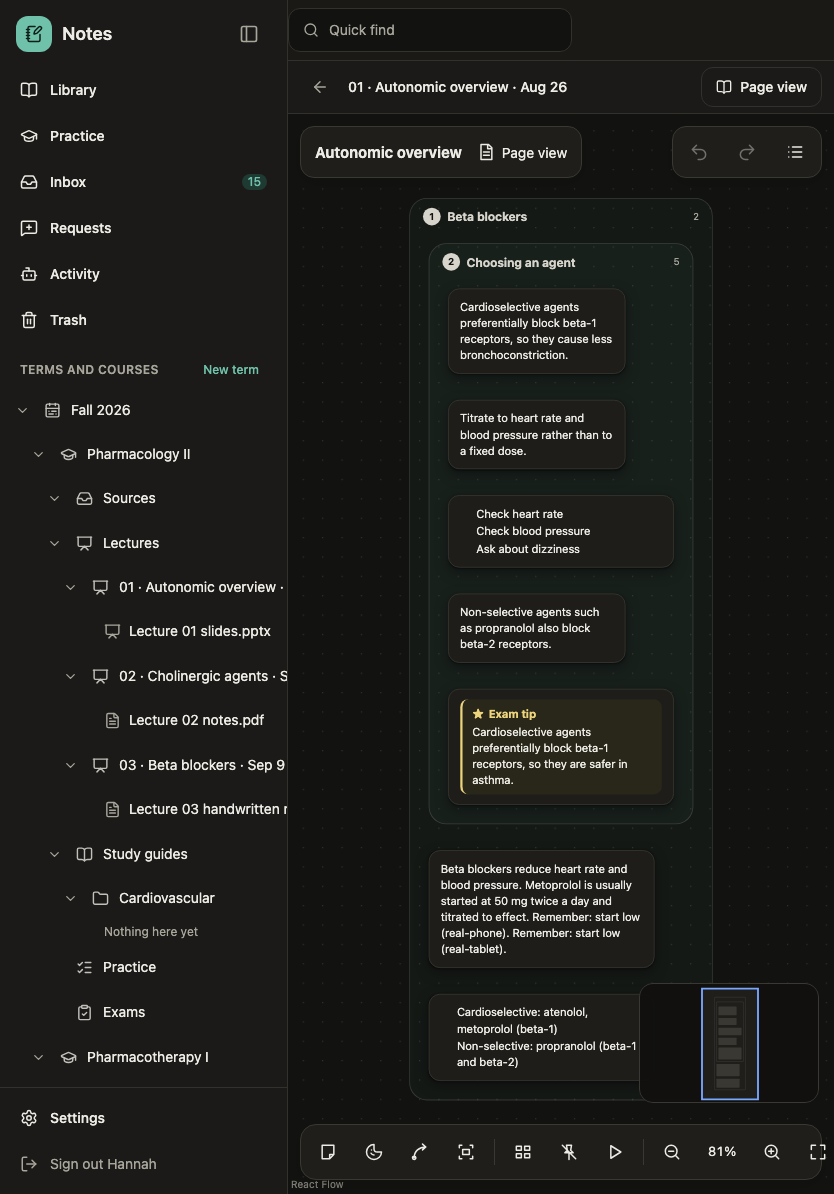 Notes
Library
Practice
Inbox
15
Requests
Activity
Trash
TERMS AND COURSES
New term
Fall 2026
Pharmacology II
Sources
Lectures
01 · Autonomic overview ·
Lecture 01 slides.pptx
02 · Cholinergic agents · S
Lecture 02 notes.pdf
03 · Beta blockers · Sep 9
Lecture 03 handwritten
Study guides
Cardiovascular
Nothing here yet
Practice
Exams
Pharmacotherapy I
Settings
Sign out Hannah
Quick find
01 · Autonomic overview · Aug 26
Page view
Autonomic overview
Page view
1 Beta blockers
2
2 Choosing an agent
5
Cardioselective agents
preferentially block beta-1
receptors, so they cause less
bronchoconstriction.
Titrate to heart rate and
blood pressure rather than to
a fixed dose.
Check heart rate
Check blood pressure
Ask about dizziness
Non-selective agents such
as propranolol also block
beta-2 receptors.
Exam tip
Cardioselective agents
preferentially block beta-1
receptors, so they are safer in
asthma.
Beta blockers reduce heart rate and
blood pressure. Metoprolol is usually
started at 50 mg twice a day and
titrated to effect. Remember: start low
(real-phone). Remember: start low
(real-tablet).
Cardioselective: atenolol,
metoprolol (beta-1)
Non-selective: propranolol (beta-1
and beta-2)
81%
React Flow